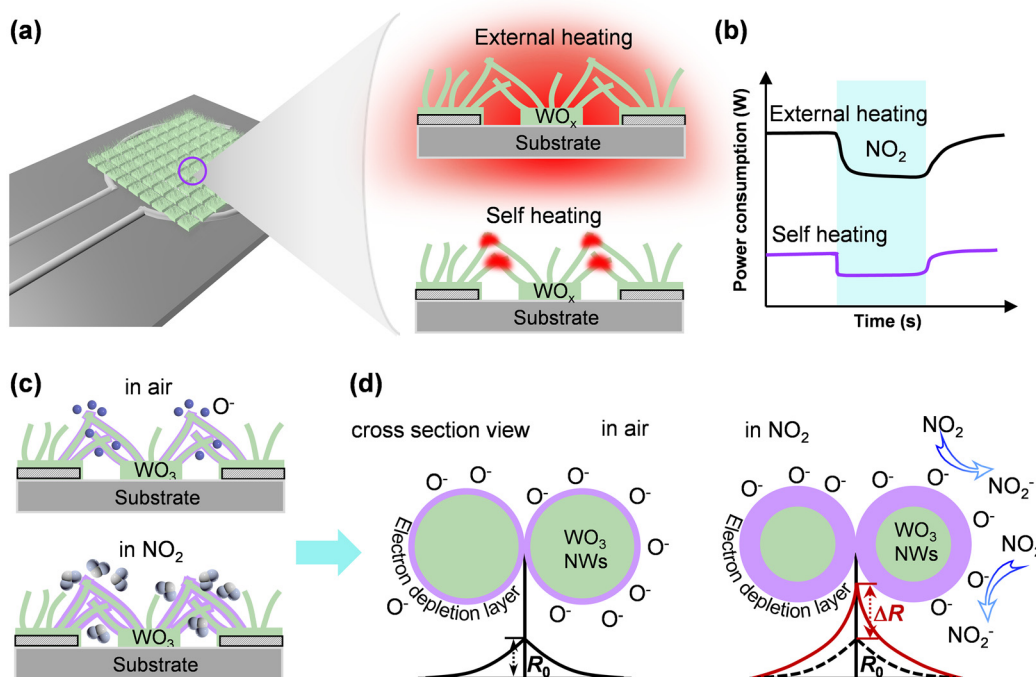 (a)
External heating
WOx
Substrate
Self heating
WOx
Substrate
(b)
Power consumption (W)
External heating
NO2
Self heating
Time (s)
(c)
in air
O-
WO3
Substrate
in NO2
WO3
Substrate
(d)
cross section view
in air
O-
O-
O-
O-
O-
O-
O-
O-
Electron depletion layer
WO3
NWs
R0
in NO2
NO2
NO2-
O-
O-
O-
O-
O-
O-
O-
O-
Electron depletion layer
WO3
NWs
NO2-
ΔR
R0